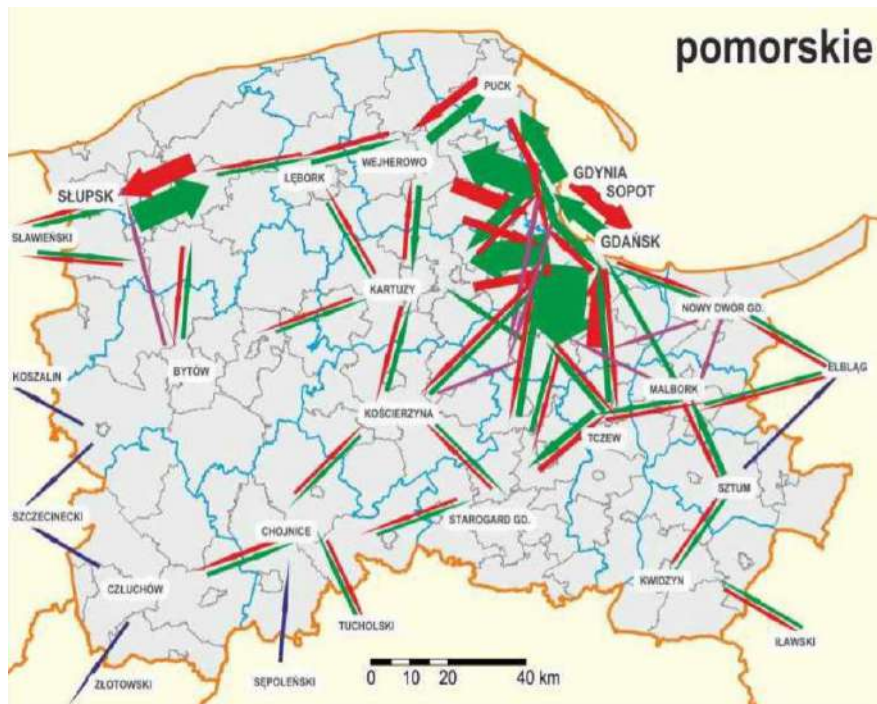 pomorskie
PUCK
WEJHEROWO
LĘBORK
GDYNIA
SOPOT
SŁUPSK
GDAŃSK
SŁAWIEŃSKI
KARTUZY
NOWY DWÓR GD.
BYTÓW
KOSZALIN
ELBLĄG
MALBORK
KOŚCIERZYNA
TCZEW
SZTUM
SZCZECINECKI
CHOJNICE
STAROGARD GD.
CZŁUCHÓW
KWIDZYN
TUCHOLSKI
IŁAWSKI
ZŁOTOWSKI
SĘPOLEŃSKI
0 10 20 40 km